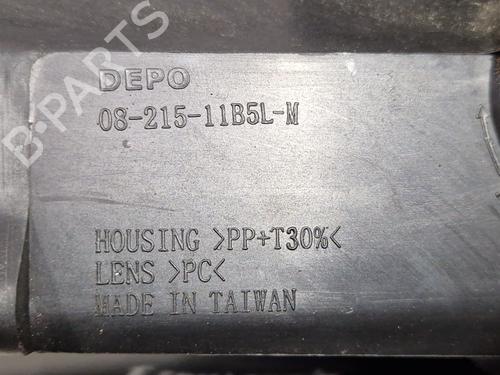 B-PARTS
DEPO
08-215-11B5L-M
HOUSING >PP+T30%<
LENS >PC<
MADE IN TAIWAN